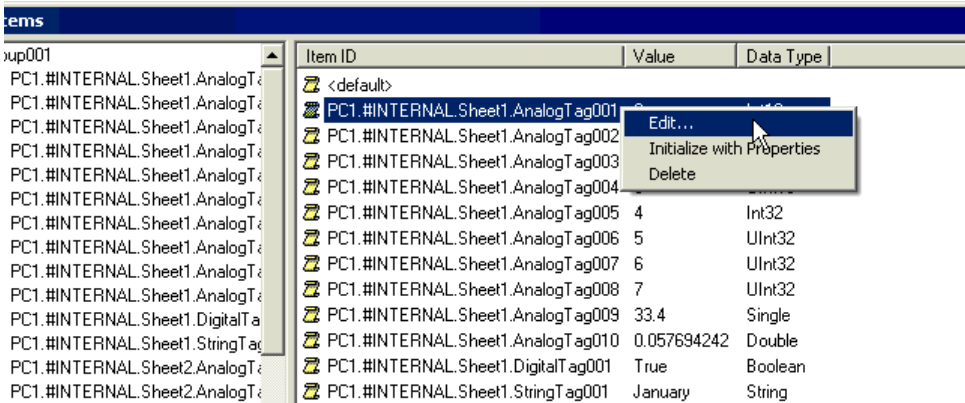 tems
oup001
PC1.#INTERNAL.Sheet1.AnalogTa
PC1.#INTERNAL.Sheet1.AnalogTa
PC1.#INTERNAL.Sheet1.AnalogTa
PC1.#INTERNAL.Sheet1.AnalogTa
PC1.#INTERNAL.Sheet1.AnalogTa
PC1.#INTERNAL.Sheet1.AnalogTa
PC1.#INTERNAL.Sheet1.AnalogTa
PC1.#INTERNAL.Sheet1.AnalogTa
PC1.#INTERNAL.Sheet1.AnalogTa
PC1.#INTERNAL.Sheet1.AnalogTa
PC1.#INTERNAL.Sheet1.DigitalTa
PC1.#INTERNAL.Sheet1.StringTag
PC1.#INTERNAL.Sheet2.AnalogTa
PC1.#INTERNAL.Sheet2.AnalogTa
Item ID Value Data Type
<default>
PC1.#INTERNAL.Sheet1.AnalogTag001
PC1.#INTERNAL.Sheet1.AnalogTag002
PC1.#INTERNAL.Sheet1.AnalogTag003
PC1.#INTERNAL.Sheet1.AnalogTag004
PC1.#INTERNAL.Sheet1.AnalogTag005 4 Int32
PC1.#INTERNAL.Sheet1.AnalogTag006 5 UInt32
PC1.#INTERNAL.Sheet1.AnalogTag007 6 UInt32
PC1.#INTERNAL.Sheet1.AnalogTag008 7 UInt32
PC1.#INTERNAL.Sheet1.AnalogTag009 33.4 Single
PC1.#INTERNAL.Sheet1.AnalogTag010 0.057694242 Double
PC1.#INTERNAL.Sheet1.DigitalTag001 True Boolean
PC1.#INTERNAL.Sheet1.StringTag001 January String
Edit...
Initialize with Properties
Delete